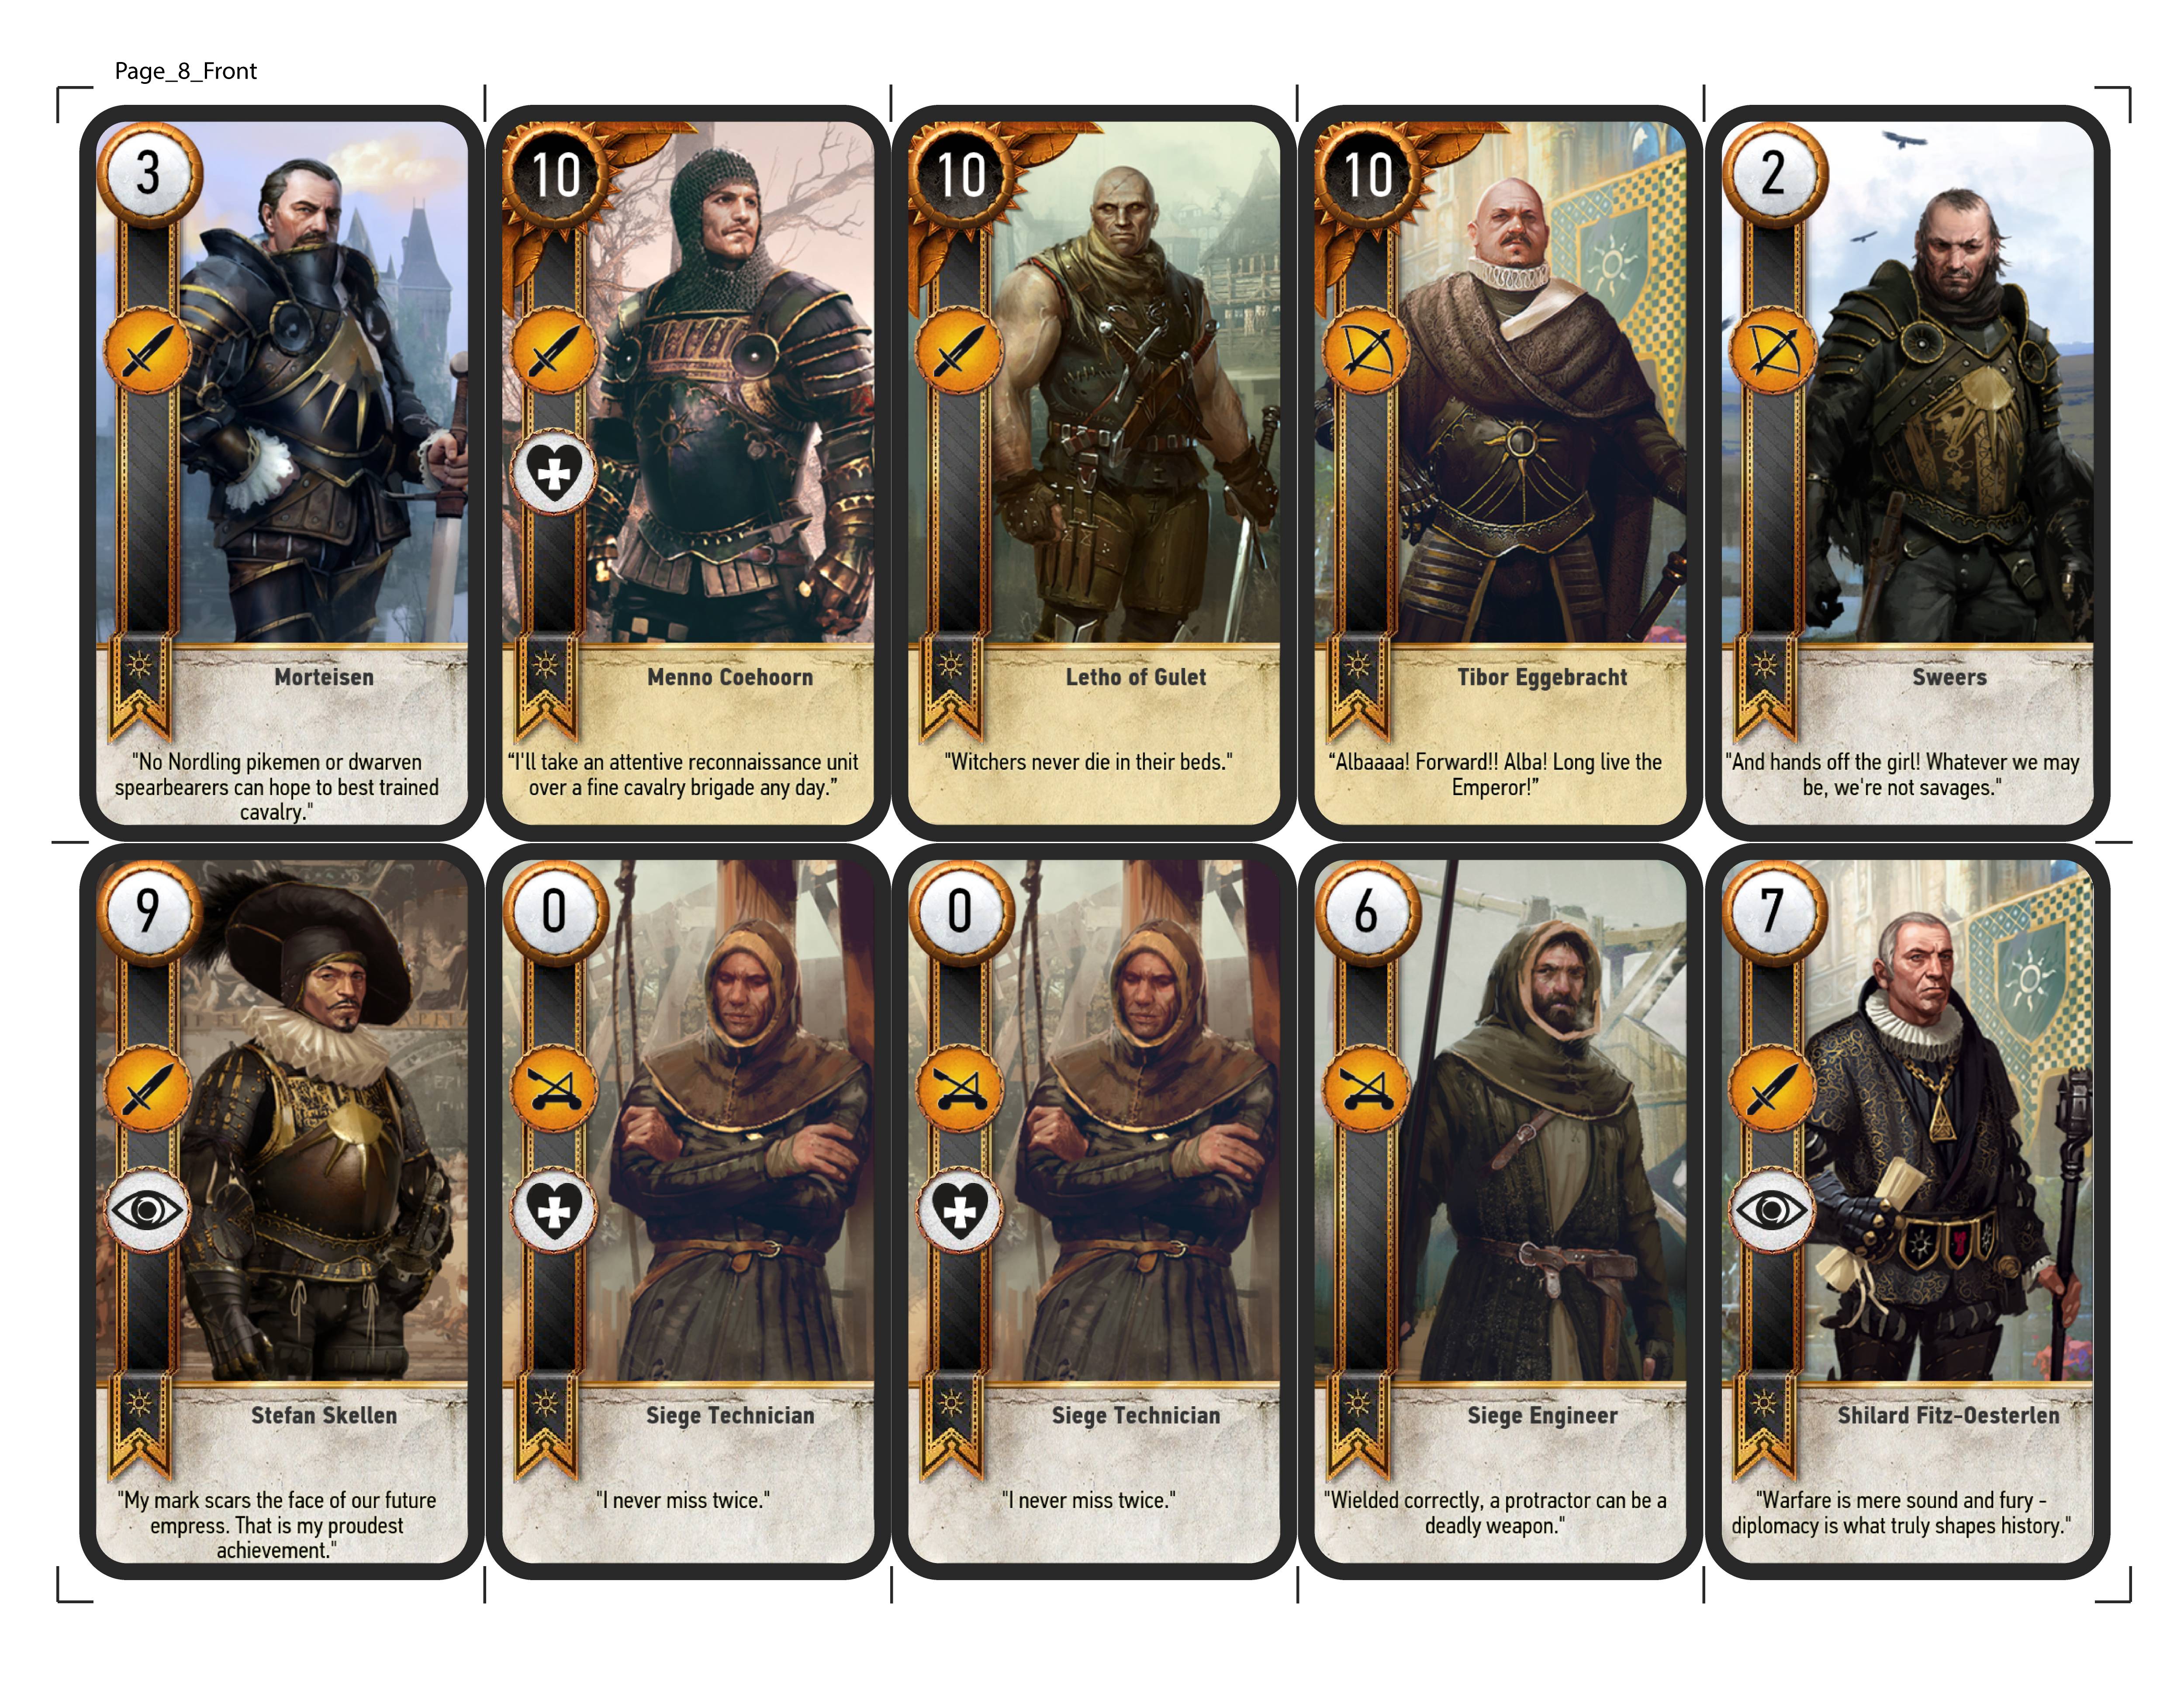 Page_8_Front
3
10
10
10
2
Morteisen
"No Nordling pikemen or dwarven
spearbearers can hope to best trained
cavalry."
Menno Coehoorn
“I'll take an attentive reconnaissance unit
over a fine cavalry brigade any day.”
Letho of Gulet
"Witchers never die in their beds."
Tibor Eggebracht
“Albaaaa! Forward!! Alba! Long live the
Emperor!”
Sweers
"And hands off the girl! Whatever we may
be, we're not savages."
9
0
0
6
7
Stefan Skellen
"My mark scars the face of our future
empress. That is my proudest
achievement."
Siege Technician
"I never miss twice."
Siege Technician
"I never miss twice."
Siege Engineer
"Wielded correctly, a protractor can be a
deadly weapon."
Shilard Fitz-Oesterlen
"Warfare is mere sound and fury -
diplomacy is what truly shapes history."